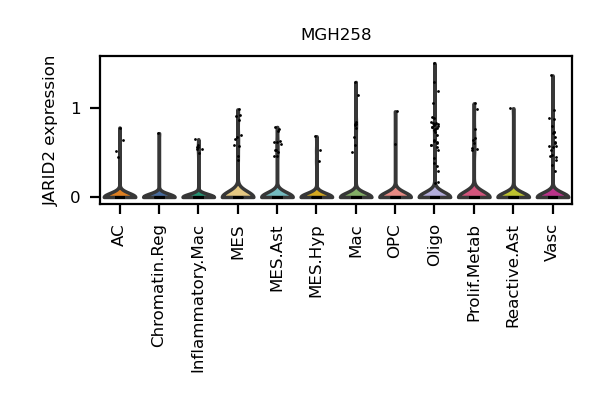 MGH258
JARID2 expression
1
0
AC
Chromatin.Reg
Inflammatory.Mac
MES
MES.Ast
MES.Hyp
Mac
OPC
Oligo
Prolif.Metab
Reactive.Ast
Vasc